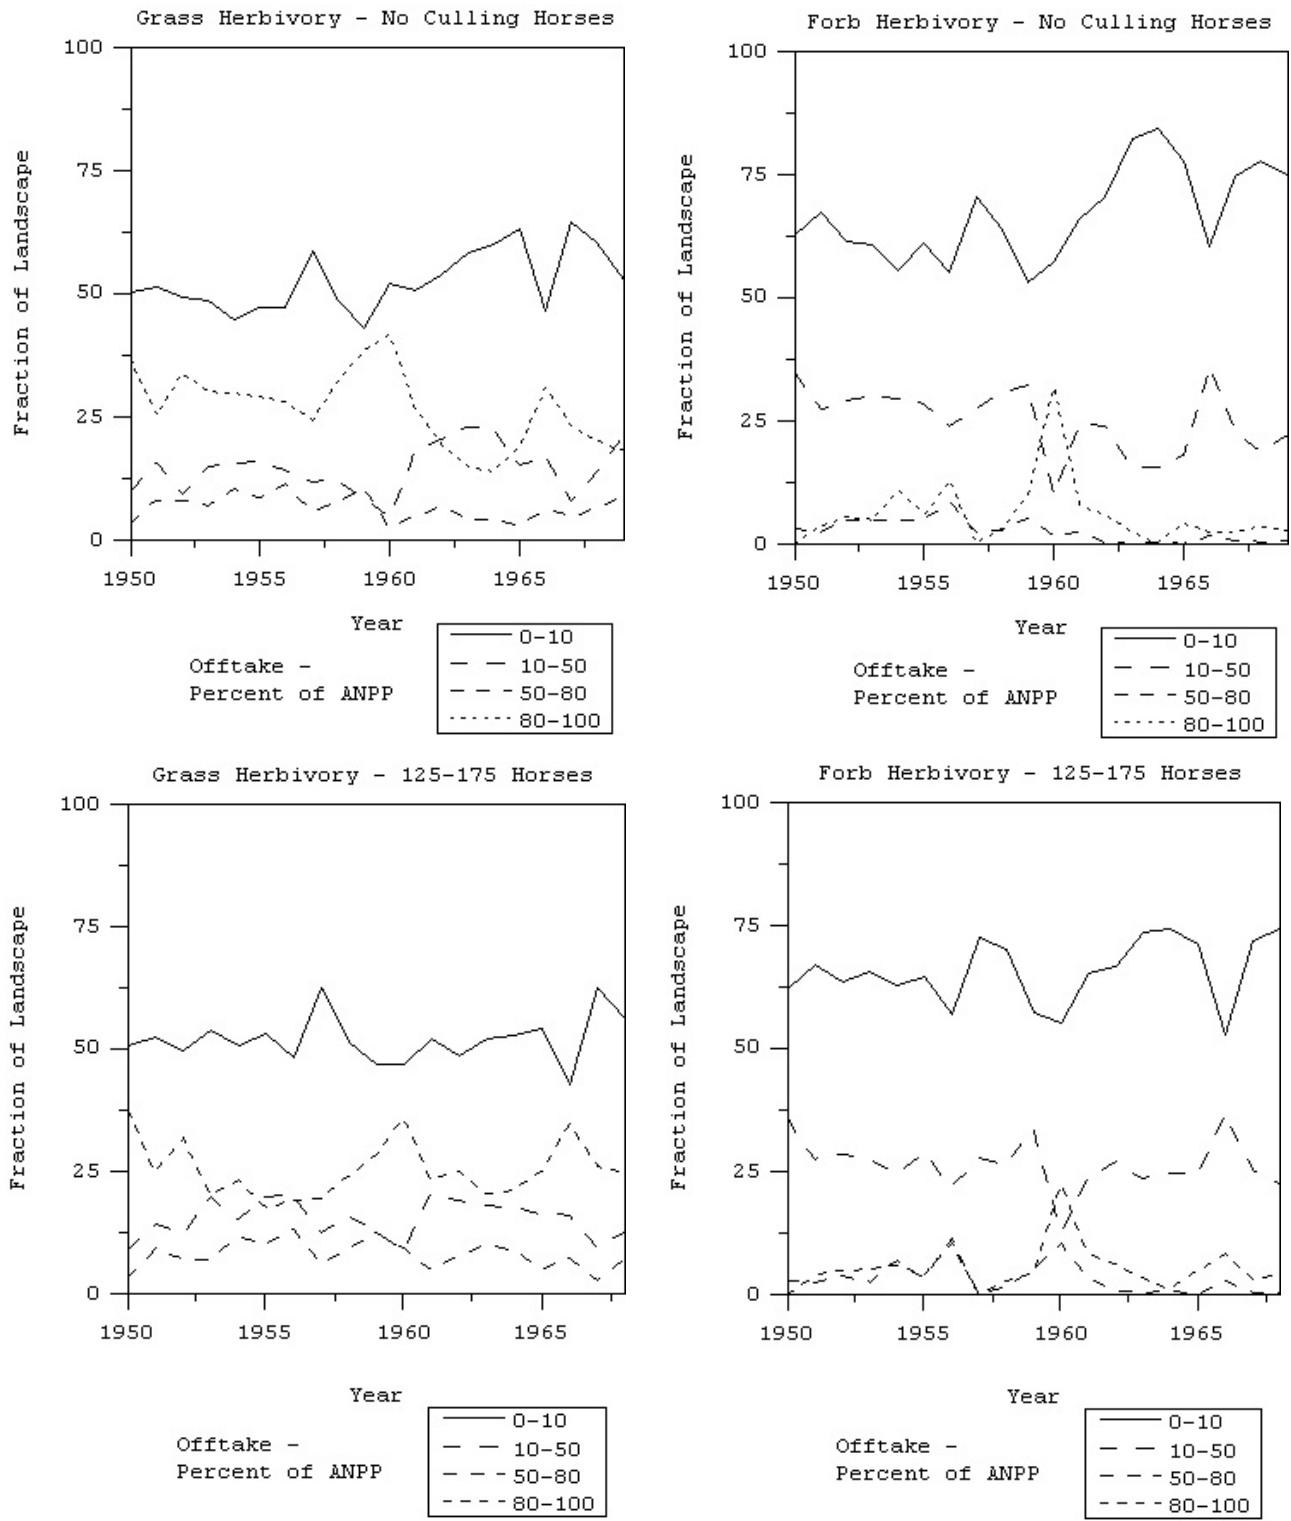 Grass Herbivory - No Culling Horses
100
75
50
25
0
Fraction of Landscape
1950 1955 1960 1965
Year
Offtake -
Percent of ANPP
0-10
10-50
50-80
80-100
Forb Herbivory - No Culling Horses
100
75
50
25
0
Fraction of Landscape
1950 1955 1960 1965
Year
Offtake -
Percent of ANPP
0-10
10-50
50-80
80-100
Grass Herbivory - 125-175 Horses
100
75
50
25
0
Fraction of Landscape
1950 1955 1960 1965
Year
Offtake -
Percent of ANPP
0-10
10-50
50-80
80-100
Forb Herbivory - 125-175 Horses
100
75
50
25
0
Fraction of Landscape
1950 1955 1960 1965
Year
Offtake -
Percent of ANPP
0-10
10-50
50-80
80-100